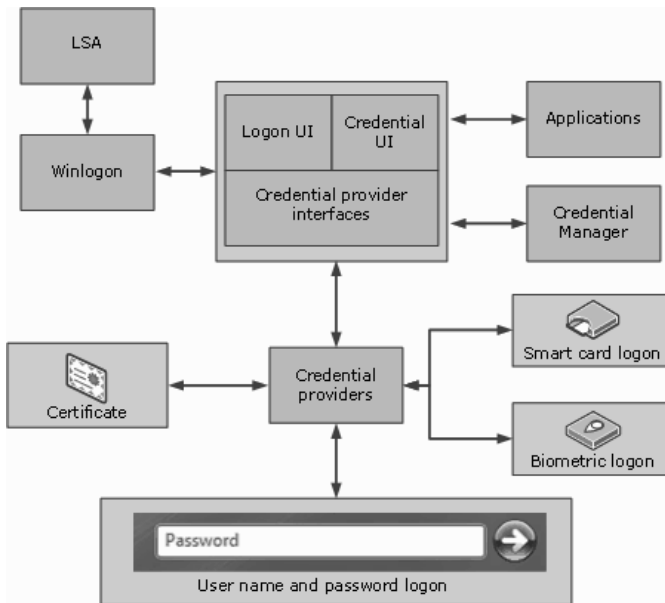 LSA
Winlogon
Logon UI
Credential
UI
Credential provider
interfaces
Applications
Credential
Manager
Certificate
Credential
providers
Smart card logon
Biometric logon
Password
User name and password logon